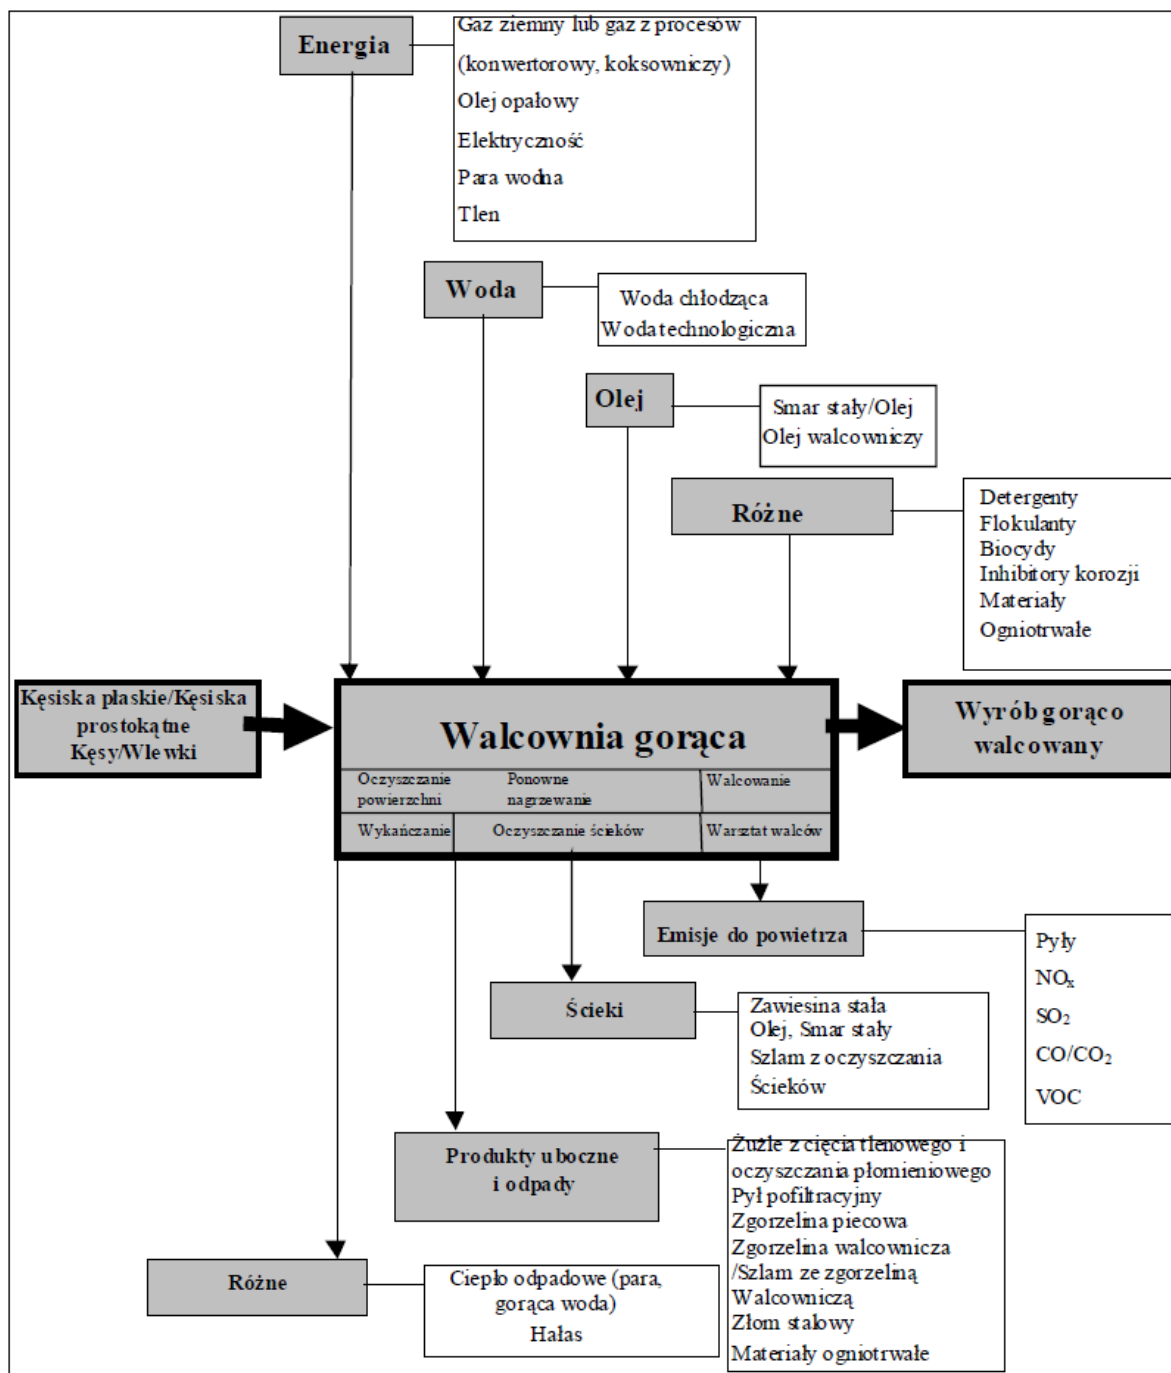 Energia
Gaz ziemny lub gaz z procesów
(konwertorowy, koksowniczy)
Olej opałowy
Elektryczność
Para wodna
Tlen
Woda
Woda chłodząca
Woda technologiczna
Olej
Smar stały/Olej
Olej walcowniczy
Różne
Detergenty
Flokulanty
Biocydy
Inhibitory korozji
Materiały
Ogniotrwałe
Kęsiska płaskie/Kęsiska
prostokątne
Kęsy/Wlewki
Walcownia gorąca
Wyrób gorąco
walcowany
Oczyszczanie
powierzchni
Ponowne
nagrzewanie
Walcowanie
Wykańczanie
Oczyszczanie ścieków
Warsztat walców
Emisje do powietrza
Pyły
NOₓ
SO₂
CO/CO₂
VOC
Ścieki
Zawiesina stała
Olej, Smar stały
Szlam z oczyszczania
Ścieków
Produkty uboczne
i odpady
Żużle z cięcia tlenowego i
oczyszczania płomieniowego
Pył pofiltracyjny
Zgorzelina piecowa
Zgorzelina walcownicza
/Szlam ze zgorzeliną
Walcowniczą
Złom stalowy
Materiały ogniotrwałe
Różne
Ciepło odpadowe (para,
gorąca woda)
Hałas